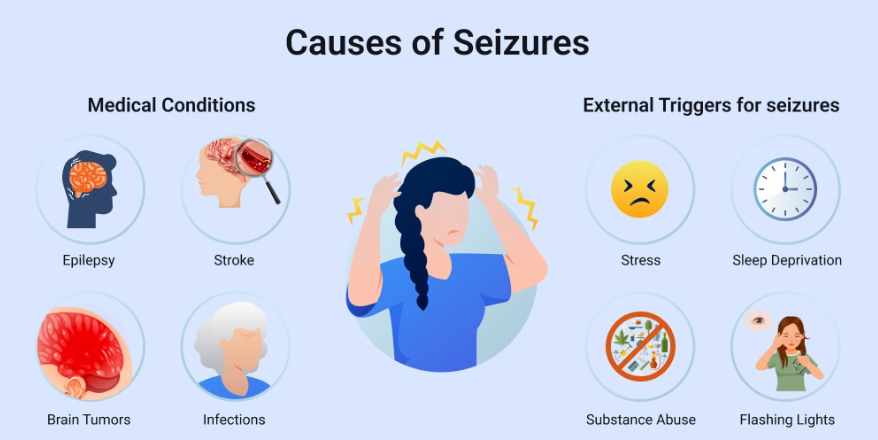 Causes of Seizures
Medical Conditions
Epilepsy
Stroke
Brain Tumors
Infections
External Triggers for seizures
Stress
Sleep Deprivation
Substance Abuse
Flashing Lights